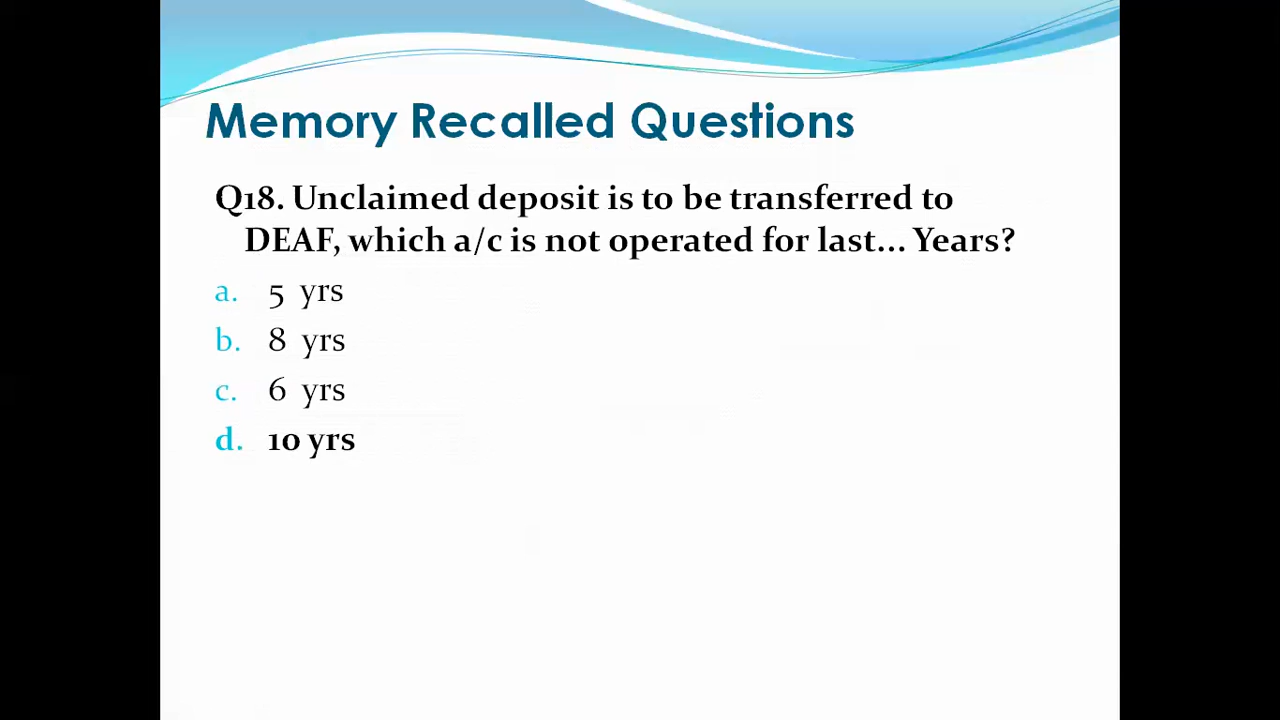 Memory Recalled Questions
Q18. Unclaimed deposit is to be transferred to
DEAF, which a/c is not operated for last... Years?
a. 5 yrs
b. 8 yrs
c. 6 yrs
d. 10 yrs